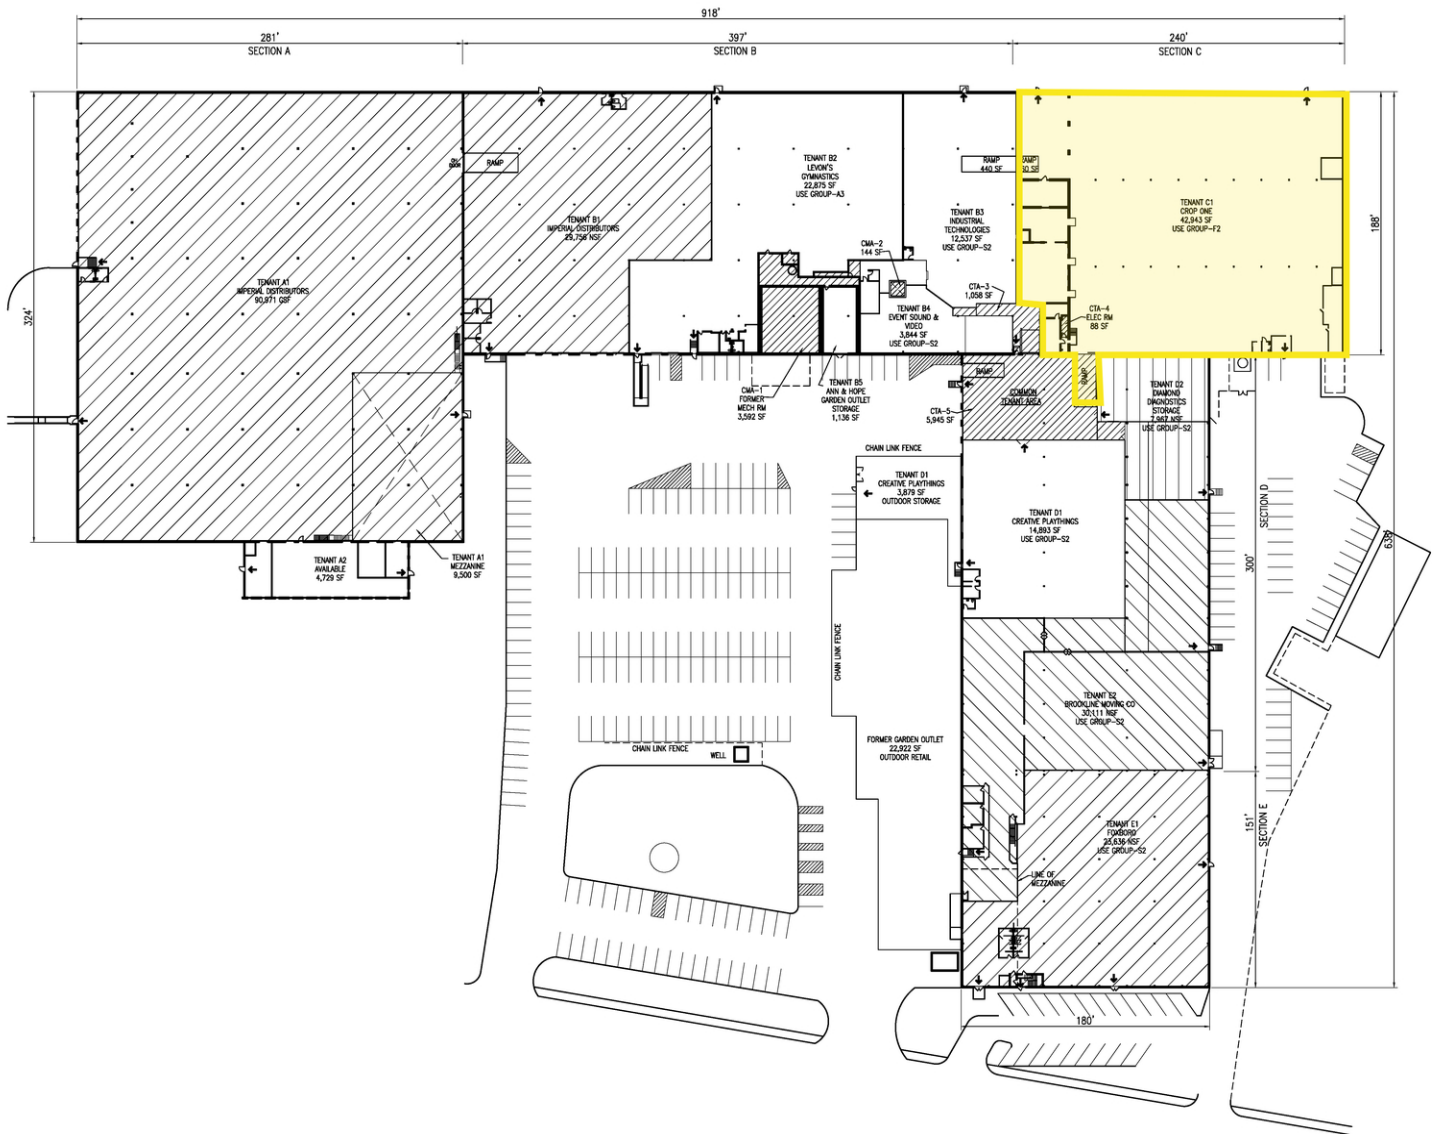 918'
281'
SECTION A
397'
SECTION B
240'
SECTION C
324'
188'
638'
RAMP
TENANT A1
IMPERIAL DISTRIBUTORS
90,971 GSF
TENANT B1
IMPERIAL DISTRIBUTORS
29,756 NSF
TENANT B2
LEVON'S
GYMNASTICS
22,875 SF
USE GROUP-A3
RAMP
440 SF
RAMP
TENANT B3
INDUSTRIAL
TECHNOLOGIES
12,537 SF
USE GROUP-S2
TENANT C1
CROP ONE
42,943 SF
USE GROUP-F2
CMA-2
144 SF
CTA-3
1,058 SF
TENANT B4
EVENT SOUND &
VIDEO
3,844 SF
USE GROUP-S2
CTA-4
ELEC RM
88 SF
CMA-1
FORMER
MECH RM
3,592 SF
TENANT B5
ANN & HOPE
GARDEN OUTLET
STORAGE
1,136 SF
RAMP
COMMON
TENANT AREA
RAMP
CTA-5
5,945 SF
TENANT D2
DIAMOND
DIAGNOSTICS
STORAGE
7,967 NSF
USE GROUP-S2
CHAIN LINK FENCE
TENANT D1
CREATIVE PLAYTHINGS
3,879 SF
OUTDOOR STORAGE
TENANT D1
CREATIVE PLAYTHINGS
14,893 SF
USE GROUP-S2
SECTION D
300'
TENANT A2
AVAILABLE
4,729 SF
TENANT A1
MEZZANINE
9,500 SF
CHAIN LINK FENCE
TENANT E2
BROOKLINE MOVING CO
30,111 NSF
USE GROUP-S2
CHAIN LINK FENCE
WELL
FORMER GARDEN OUTLET
22,922 SF
OUTDOOR RETAIL
TENANT E1
FOXBORO
23,636 NSF
USE GROUP-S2
LINE OF
MEZZANINE
151'
SECTION E
180'